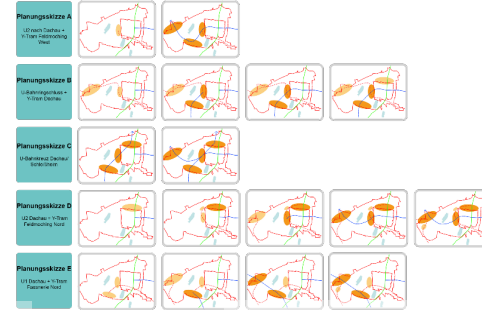 Planungsskizze A
U2 nach Dachau +
Y-Tram Feldmoching
West
Planungsskizze B
U-Bahnringschluss +
Y-Tram Dachau
Planungsskizze C
U-Bahnkreuz Dachau/
Schleißheim
Planungsskizze D
U2 Dachau + Y-Tram
Feldmoching Nord
Planungsskizze E
U1 Dachau + Y-Tram
Fasanerie Nord